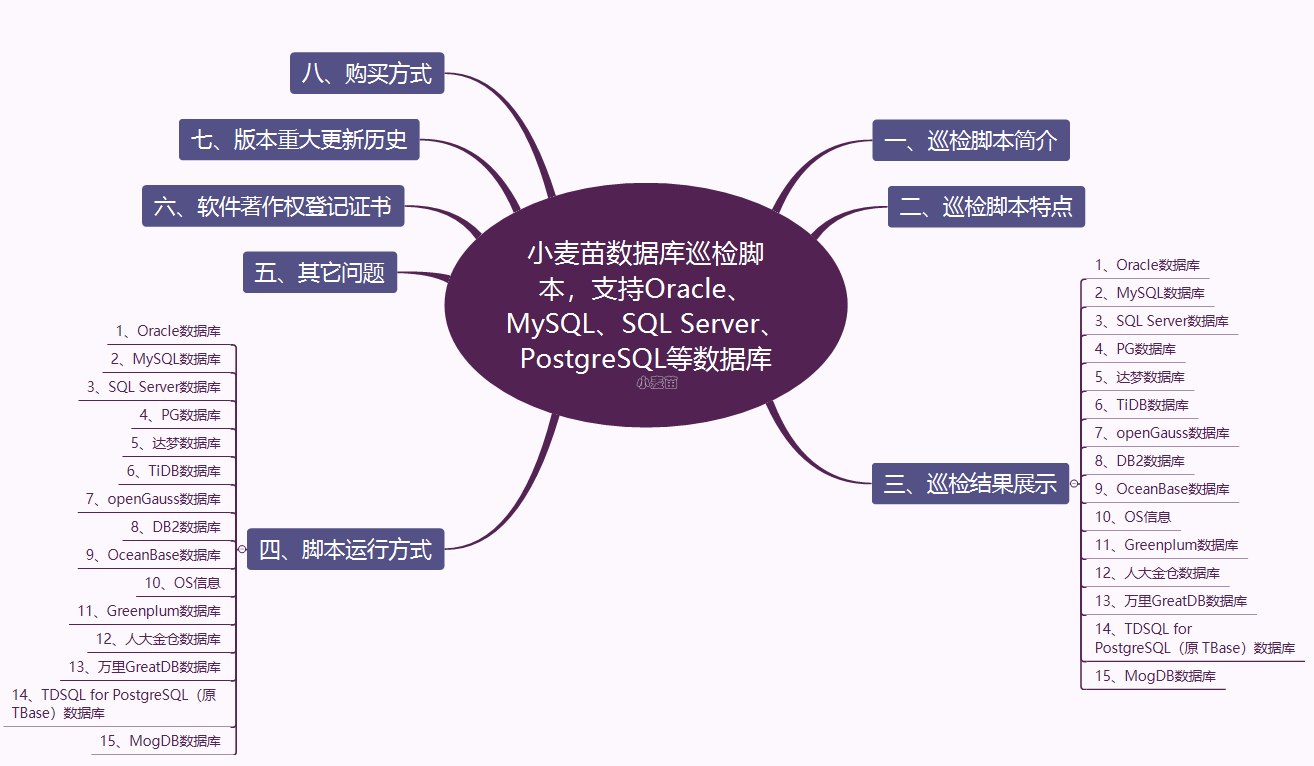 小麦苗数据库巡检脚
本，支持Oracle、
MySQL、SQL Server、
PostgreSQL等数据库
小麦苗
一、巡检脚本简介
二、巡检脚本特点
三、巡检结果展示
1、Oracle数据库
2、MySQL数据库
3、SQL Server数据库
4、PG数据库
5、达梦数据库
6、TiDB数据库
7、openGauss数据库
8、DB2数据库
9、OceanBase数据库
10、OS信息
11、Greenplum数据库
12、人大金仓数据库
13、万里GreatDB数据库
14、TDSQL for
PostgreSQL（原 TBase）数据库
15、MogDB数据库
四、脚本运行方式
1、Oracle数据库
2、MySQL数据库
3、SQL Server数据库
4、PG数据库
5、达梦数据库
6、TiDB数据库
7、openGauss数据库
8、DB2数据库
9、OceanBase数据库
10、OS信息
11、Greenplum数据库
12、人大金仓数据库
13、万里GreatDB数据库
14、TDSQL for PostgreSQL（原
TBase）数据库
15、MogDB数据库
五、其它问题
六、软件著作权登记证书
七、版本重大更新历史
八、购买方式